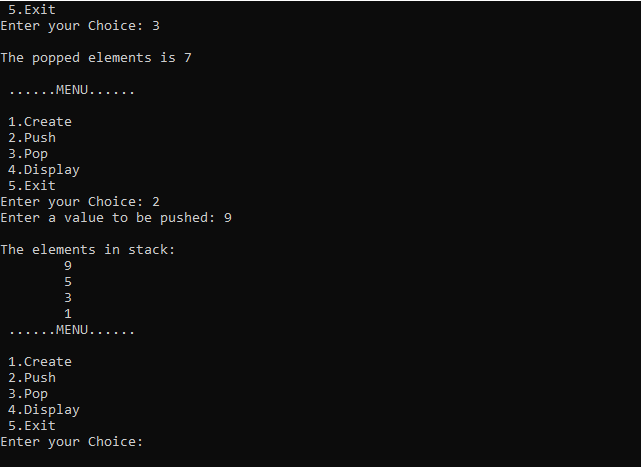 5.Exit
Enter your Choice: 3
The popped elements is 7
......MENU......
1.Create
2.Push
3.Pop
4.Display
5.Exit
Enter your Choice: 2
Enter a value to be pushed: 9
The elements in stack:
9
5
3
1
......MENU......
1.Create
2.Push
3.Pop
4.Display
5.Exit
Enter your Choice: